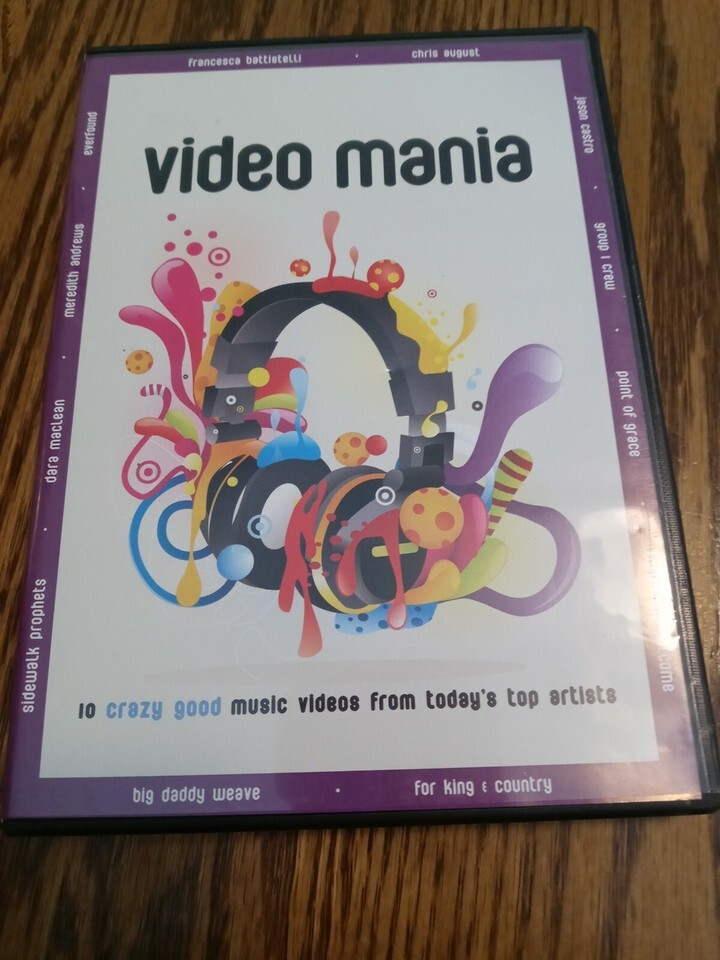 francesca battistelli · chris august
jason castro · group 1 crew · point of grace
video mania
everfound
meredith andrews
dara maclean
sidewalk prophets
10 crazy good music videos from today's top artists
big daddy weave · for king & country